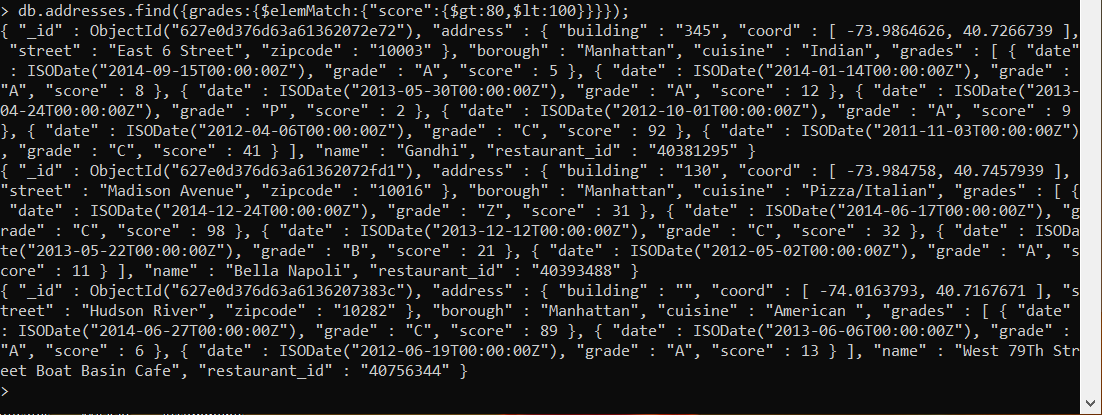 > db.addresses.find({grades:{$elemMatch:{"score":{$gt:80,$lt:100}}}});
{ "_id" : ObjectId("627e0d376d63a61362072e72"), "address" : { "building" : "345", "coord" : [ -73.9864626, 40.7266739 ],
 "street" : "East 6 Street", "zipcode" : "10003" }, "borough" : "Manhattan", "cuisine" : "Indian", "grades" : [ { "date"
 : ISODate("2014-09-15T00:00:00Z"), "grade" : "A", "score" : 5 }, { "date" : ISODate("2014-01-14T00:00:00Z"), "grade" :
"A", "score" : 8 }, { "date" : ISODate("2013-05-30T00:00:00Z"), "grade" : "A", "score" : 12 }, { "date" : ISODate("2013-
04-24T00:00:00Z"), "grade" : "P", "score" : 2 }, { "date" : ISODate("2012-10-01T00:00:00Z"), "grade" : "A", "score" : 9
}, { "date" : ISODate("2012-04-06T00:00:00Z"), "grade" : "C", "score" : 92 }, { "date" : ISODate("2011-11-03T00:00:00Z")
, "grade" : "C", "score" : 41 } ], "name" : "Gandhi", "restaurant_id" : "40381295" }
{ "_id" : ObjectId("627e0d376d63a61362072fd1"), "address" : { "building" : "130", "coord" : [ -73.984758, 40.7457939 ],
"street" : "Madison Avenue", "zipcode" : "10016" }, "borough" : "Manhattan", "cuisine" : "Pizza/Italian", "grades" : [ {
 "date" : ISODate("2014-12-24T00:00:00Z"), "grade" : "Z", "score" : 31 }, { "date" : ISODate("2014-06-17T00:00:00Z"), "g
rade" : "C", "score" : 98 }, { "date" : ISODate("2013-12-12T00:00:00Z"), "grade" : "C", "score" : 32 }, { "date" : ISODa
te("2013-05-22T00:00:00Z"), "grade" : "B", "score" : 21 }, { "date" : ISODate("2012-05-02T00:00:00Z"), "grade" : "A", "s
core" : 11 } ], "name" : "Bella Napoli", "restaurant_id" : "40393488" }
{ "_id" : ObjectId("627e0d376d63a6136207383c"), "address" : { "building" : "", "coord" : [ -74.0163793, 40.7167671 ], "s
treet" : "Hudson River", "zipcode" : "10282" }, "borough" : "Manhattan", "cuisine" : "American ", "grades" : [ { "date"
: ISODate("2014-06-27T00:00:00Z"), "grade" : "C", "score" : 89 }, { "date" : ISODate("2013-06-06T00:00:00Z"), "grade" :
"A", "score" : 6 }, { "date" : ISODate("2012-06-19T00:00:00Z"), "grade" : "A", "score" : 13 } ], "name" : "West 79Th Str
eet Boat Basin Cafe", "restaurant_id" : "40756344" }
>